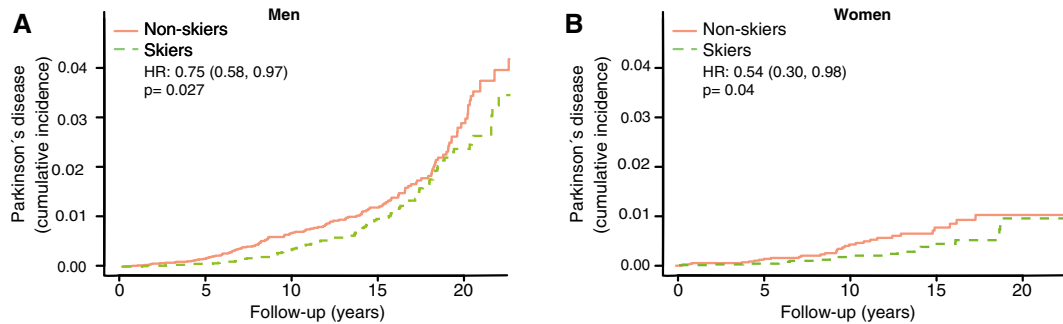 A
Men
Non-skiers
Skiers
HR: 0.75 (0.58, 0.97)
p= 0.027
Parkinson´s disease
(cumulative incidence)
0.04
0.03
0.02
0.01
0.00
0
5
10
15
20
Follow-up (years)
B
Women
Non-skiers
Skiers
HR: 0.54 (0.30, 0.98)
p= 0.04
Parkinson´s disease
(cumulative incidence)
0.04
0.03
0.02
0.01
0.00
0
5
10
15
20
Follow-up (years)